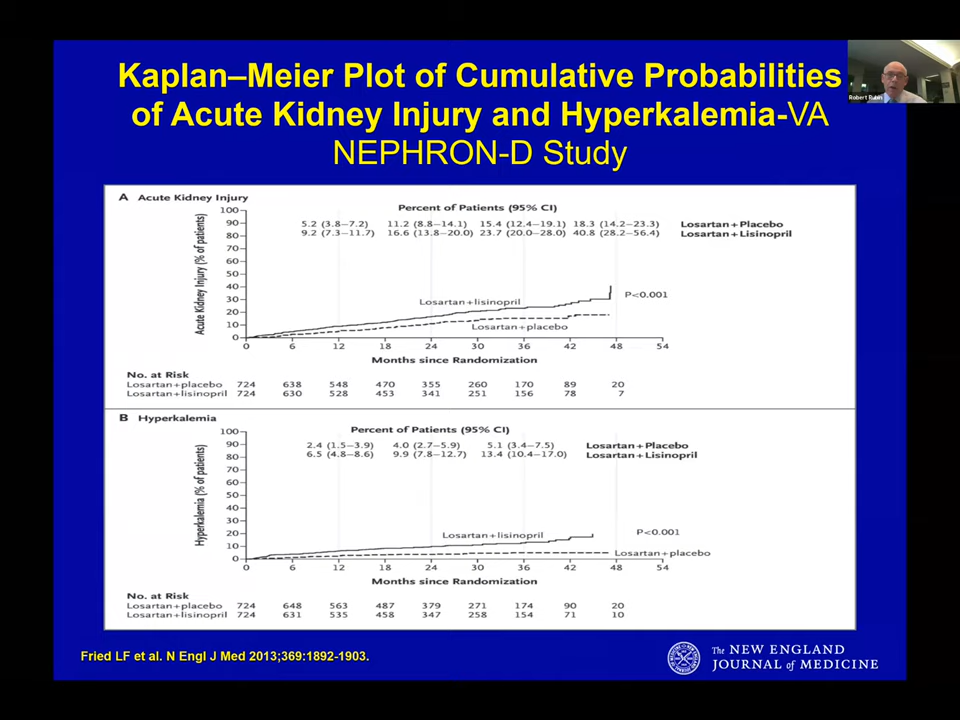 Kaplan–Meier Plot of Cumulative Probabilities
of Acute Kidney Injury and Hyperkalemia-VA
NEPHRON-D Study
Robert Rubin
A Acute Kidney Injury
Percent of Patients (95% CI)
5.2 (3.8–7.2) 11.2 (8.8–14.1) 15.4 (12.4–19.1) 18.3 (14.2–23.3) Losartan+Placebo
9.2 (7.3–11.7) 16.6 (13.8–20.0) 23.7 (20.0–28.0) 40.8 (28.2–56.4) Losartan+Lisinopril
Acute Kidney Injury (% of patients)
100
90
80
70
60
50
40
30
20
10
0
Losartan+lisinopril
P<0.001
Losartan+placebo
0 6 12 18 24 30 36 42 48 54
Months since Randomization
No. at Risk
Losartan+placebo 724 638 548 470 355 260 170 89 20
Losartan+lisinopril 724 630 528 453 341 251 156 78 7
B Hyperkalemia
Percent of Patients (95% CI)
2.4 (1.5–3.9) 4.0 (2.7–5.9) 5.1 (3.4–7.5) Losartan+Placebo
6.5 (4.8–8.6) 9.9 (7.8–12.7) 13.4 (10.4–17.0) Losartan+Lisinopril
Hyperkalemia (% of patients)
100
90
80
70
60
50
40
30
20
10
0
Losartan+lisinopril
P<0.001
Losartan+placebo
0 6 12 18 24 30 36 42 48 54
Months since Randomization
No. at Risk
Losartan+placebo 724 648 563 487 379 271 174 90 20
Losartan+lisinopril 724 631 535 458 347 258 154 71 10
Fried LF et al. N Engl J Med 2013;369:1892-1903.
The NEW ENGLAND
JOURNAL of MEDICINE